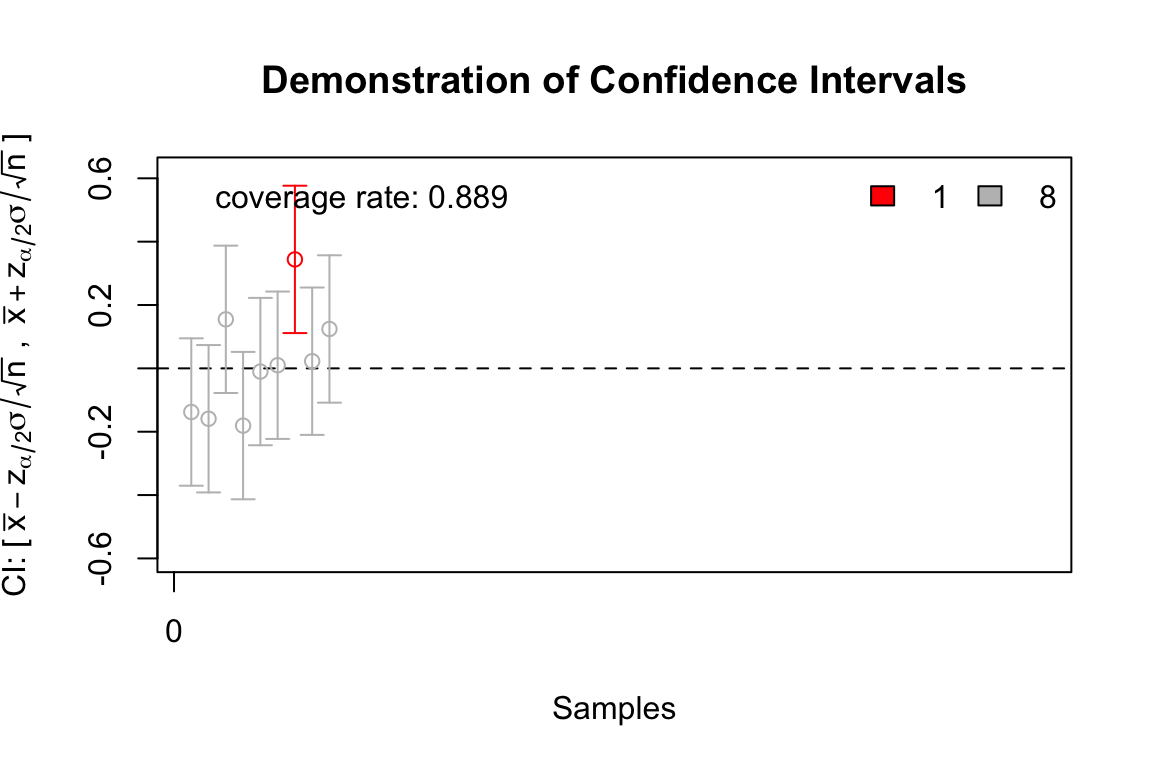 Demonstration of Confidence Intervals
CI: [ x̄ − zα/2σ/√n , x̄ + zα/2σ/√n ]
0.6
0.2
-0.2
-0.6
coverage rate: 0.889
1
8
0
Samples